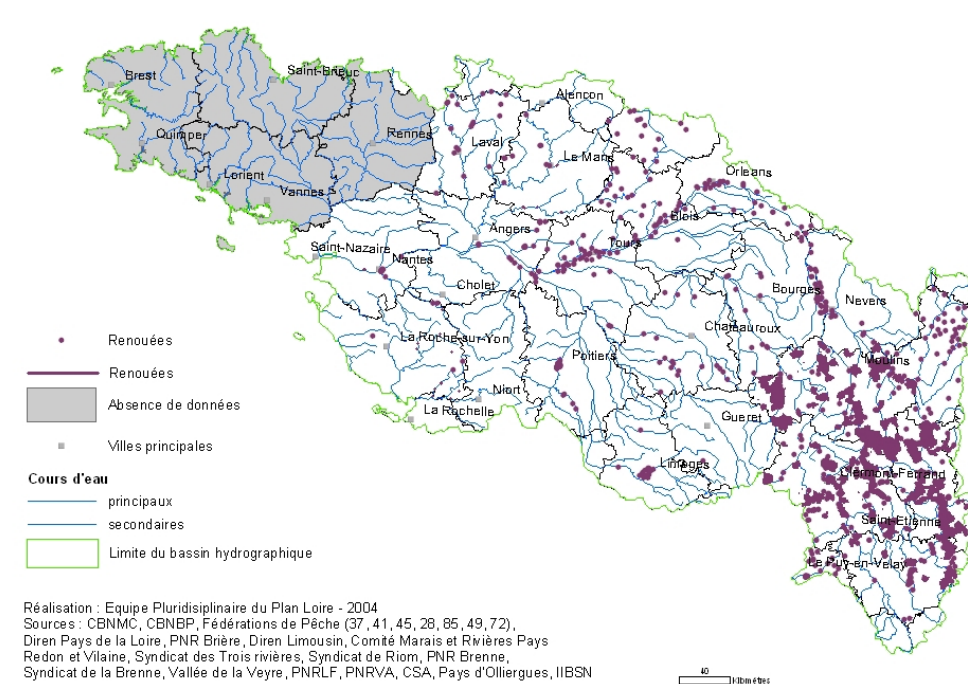 Brest
Saint-Brieuc
Alençon
Quimper
Rennes
Laval
Le Mans
Lorient
Vannes
Orleans
Blois
Angers
Tours
Saint-Nazaire
Nantes
Cholet
Bourges
Nevers
Chateauroux
La Roche-sur-Yon
Poitiers
Moulins
Niort
La Rochelle
Gueret
Limoges
Clermont-Ferrand
Saint-Etienne
Le Puy-en-Velay
Renouées
Renouées
Absence de données
Villes principales
Cours d'eau
principaux
secondaires
Limite du bassin hydrographique
Réalisation : Equipe Pluridisiplinaire du Plan Loire - 2004
Sources : CBNMC, CBNBP, Fédérations de Pêche (37, 41, 45, 28, 85, 49, 72),
Diren Pays de la Loire, PNR Brière, Diren Limousin, Comité Marais et Rivières Pays
Redon et Vilaine, Syndicat des Trois rivières, Syndicat de Riom, PNR Brenne,
Syndicat de la Brenne, Vallée de la Veyre, PNRLF, PNRVA, CSA, Pays d'Olliergues, IIBSN
40
Kilomètres